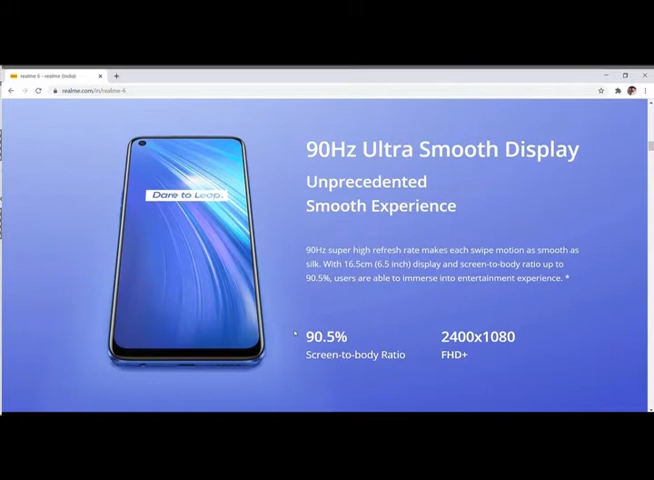 realme 6 - realme (India)
realme.com/in/realme-6
90Hz Ultra Smooth Display
Dare to Leap.
Unprecedented
Smooth Experience
90Hz super high refresh rate makes each swipe motion as smooth as
silk. With 16.5cm (6.5 inch) display and screen-to-body ratio up to
90.5%, users are able to immerse into entertainment experience. *
90.5%
Screen-to-body Ratio
2400x1080
FHD+